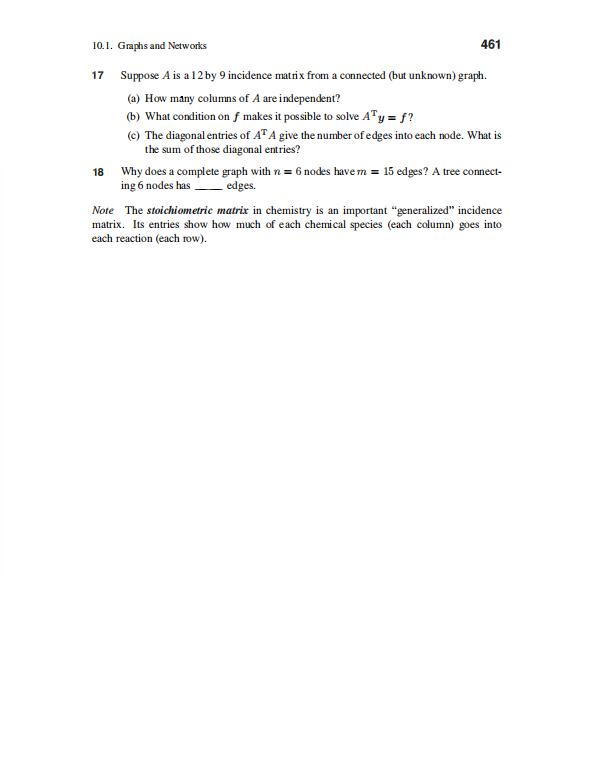 10.1. Graphs and Networks 461
17 Suppose A is a 12 by 9 incidence matrix from a connected (but unknown) graph.
(a) How many columns of A are independent?
(b) What condition on f makes it possible to solve Aᵀy = f?
(c) The diagonal entries of AᵀA give the number of edges into each node. What is
the sum of those diagonal entries?
18 Why does a complete graph with n = 6 nodes have m = 15 edges? A tree connect-
ing 6 nodes has ____ edges.
Note The stoichiometric matrix in chemistry is an important “generalized” incidence
matrix. Its entries show how much of each chemical species (each column) goes into
each reaction (each row).